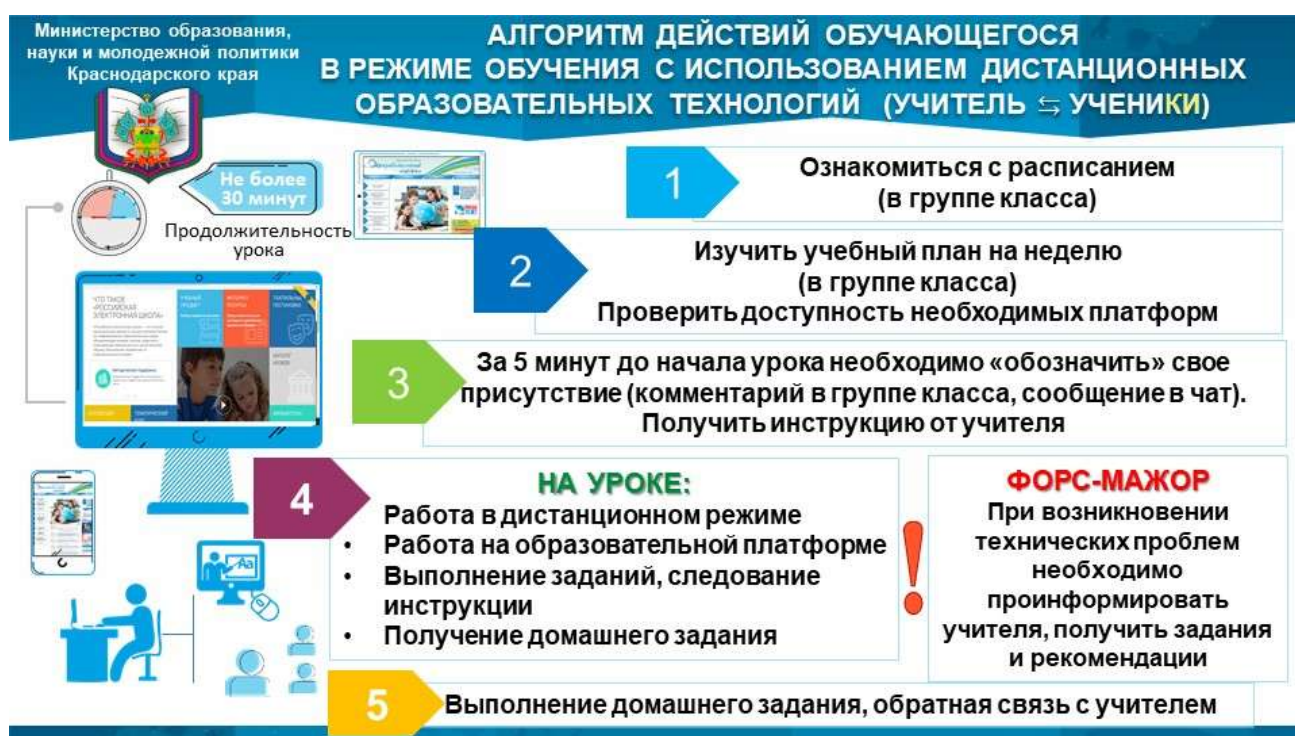 Министерство образования,
науки и молодежной политики
Краснодарского края
АЛГОРИТМ ДЕЙСТВИЙ ОБУЧАЮЩЕГОСЯ
В РЕЖИМЕ ОБУЧЕНИЯ С ИСПОЛЬЗОВАНИЕМ ДИСТАНЦИОННЫХ
ОБРАЗОВАТЕЛЬНЫХ ТЕХНОЛОГИЙ (УЧИТЕЛЬ ⇆ УЧЕНИКИ)
Не более
30 минут
Продолжительность
урока
1
Ознакомиться с расписанием
(в группе класса)
2
Изучить учебный план на неделю
(в группе класса)
Проверить доступность необходимых платформ
ЧТО ТАКОЕ
«РОССИЙСКАЯ
ЭЛЕКТРОННАЯ ШКОЛА»
3
За 5 минут до начала урока необходимо «обозначить» свое
присутствие (комментарий в группе класса, сообщение в чат).
Получить инструкцию от учителя
4
НА УРОКЕ:
Работа в дистанционном режиме
• Работа на образовательной платформе
• Выполнение заданий, следование
инструкции
• Получение домашнего задания
Aa
!
ФОРС-МАЖОР
При возникновении
технических проблем
необходимо
проинформировать
учителя, получить задания
и рекомендации
5
Выполнение домашнего задания, обратная связь с учителем